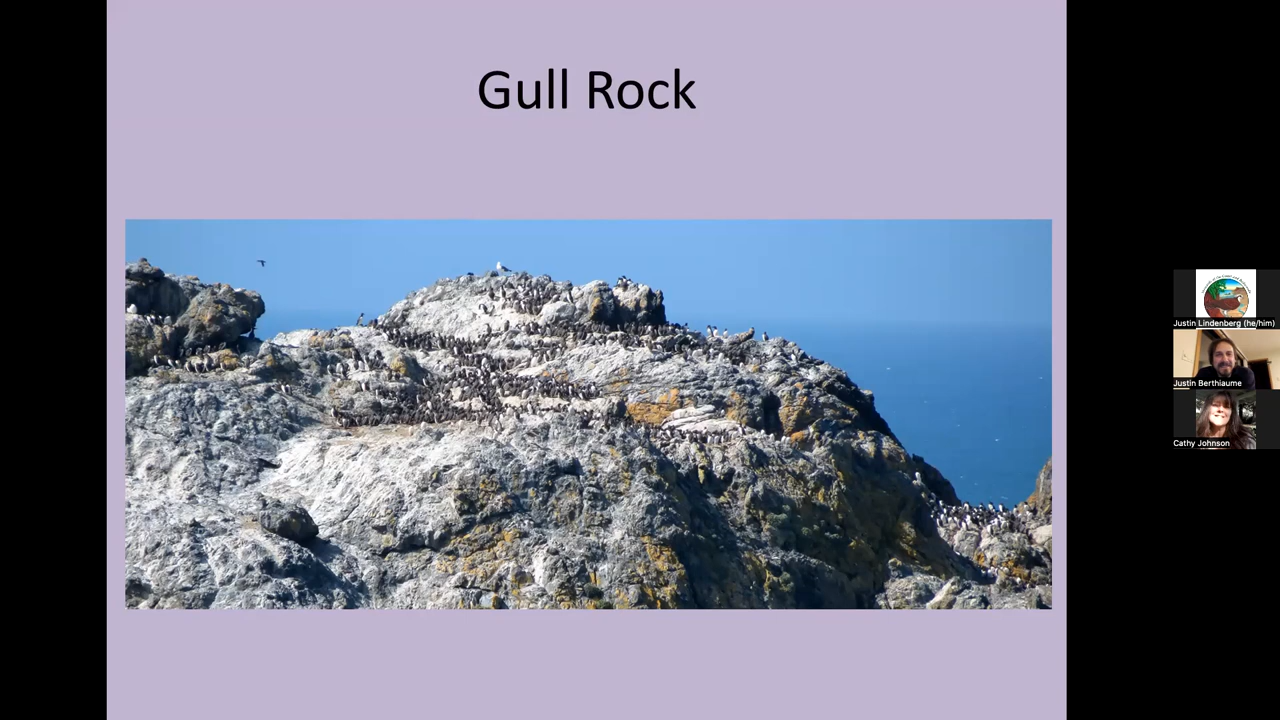 Gull Rock
Justin Lindenberg (he/him)
Justin Berthiaume
Cathy Johnson